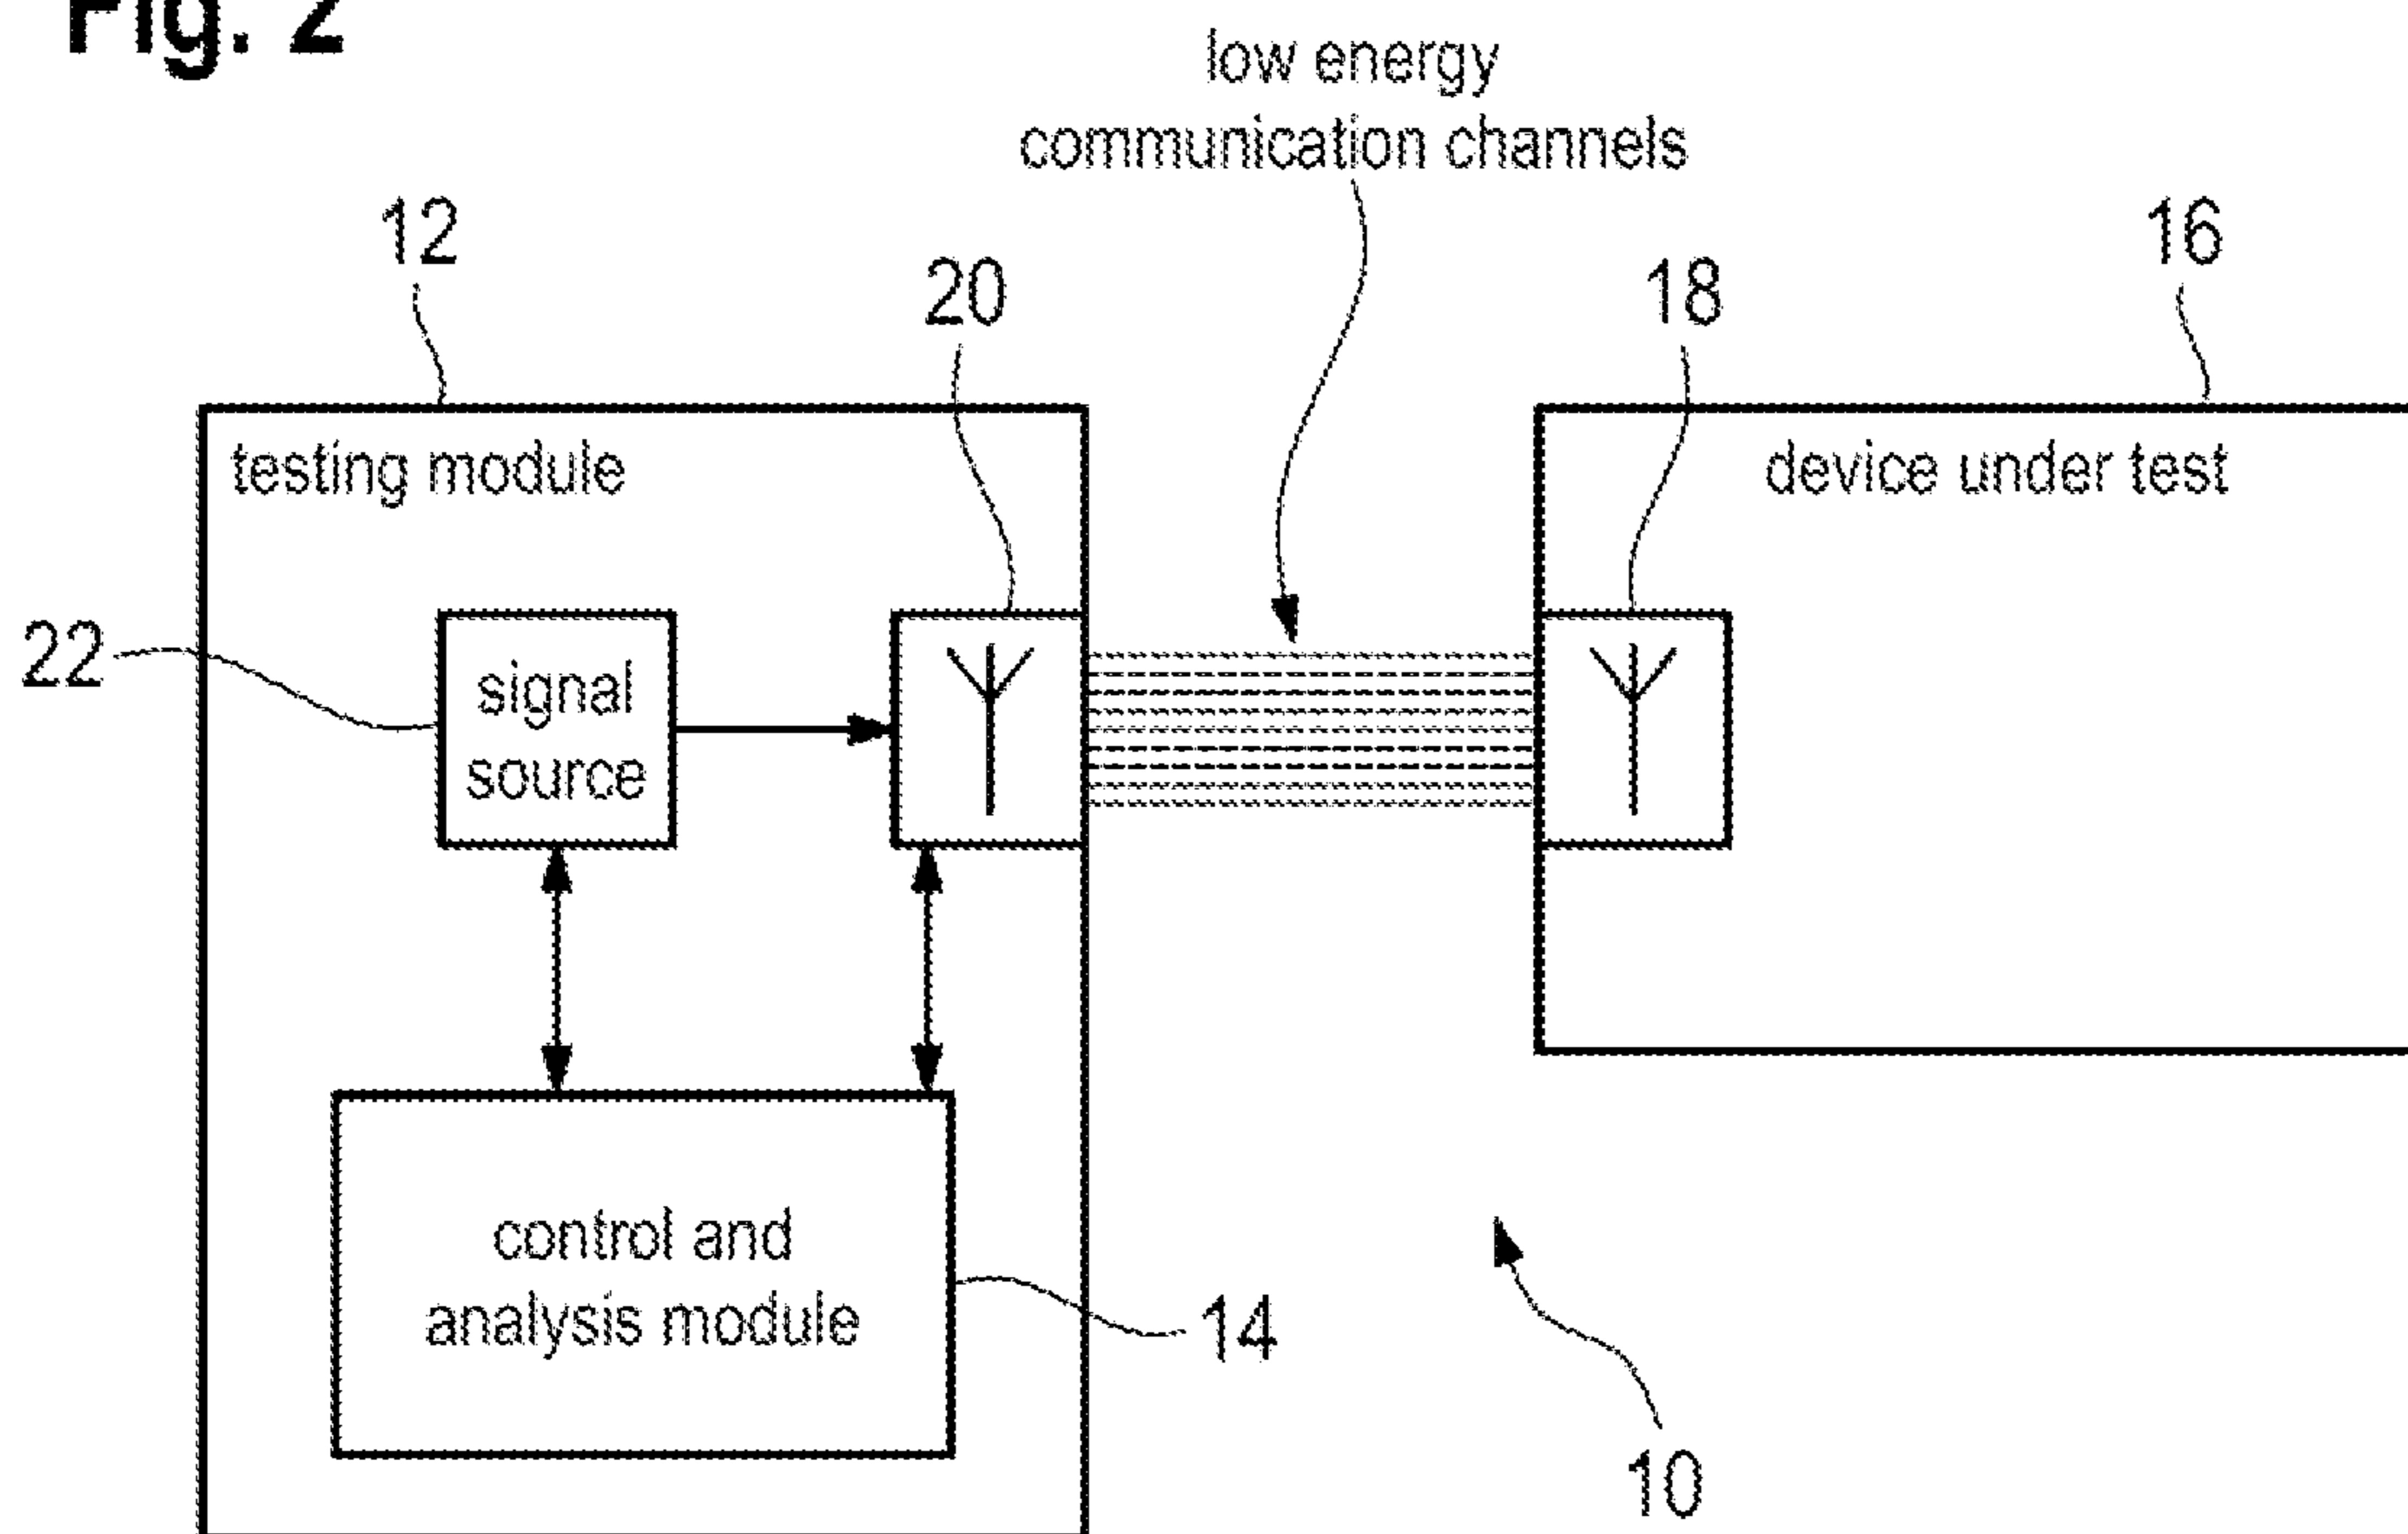 Fig. 2
low energy
communication channels
12
20
18
16
testing module
device under test
22
signal
source
control and
analysis module
14
10